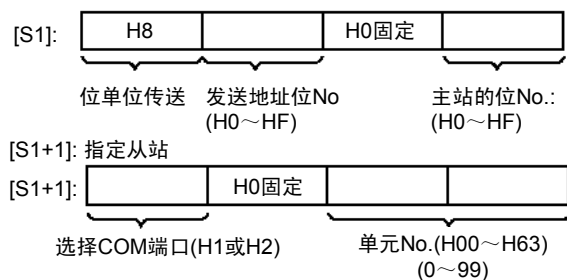 [S1]: H8 H0固定
位单位传送 发送地址位No 主站的位No.:
(H0～HF) (H0～HF)
[S1+1]: 指定从站
[S1+1]: H0固定
选择COM端口(H1或H2) 单元No.(H00～H63)
(0～99)